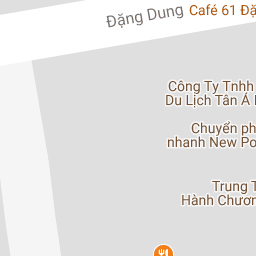 Đặng Dung
Café 61 Đặ
Công Ty Tnhh
Du Lịch Tân Á
Chuyển ph
nhanh New Po
Trung T
Hành Chươn